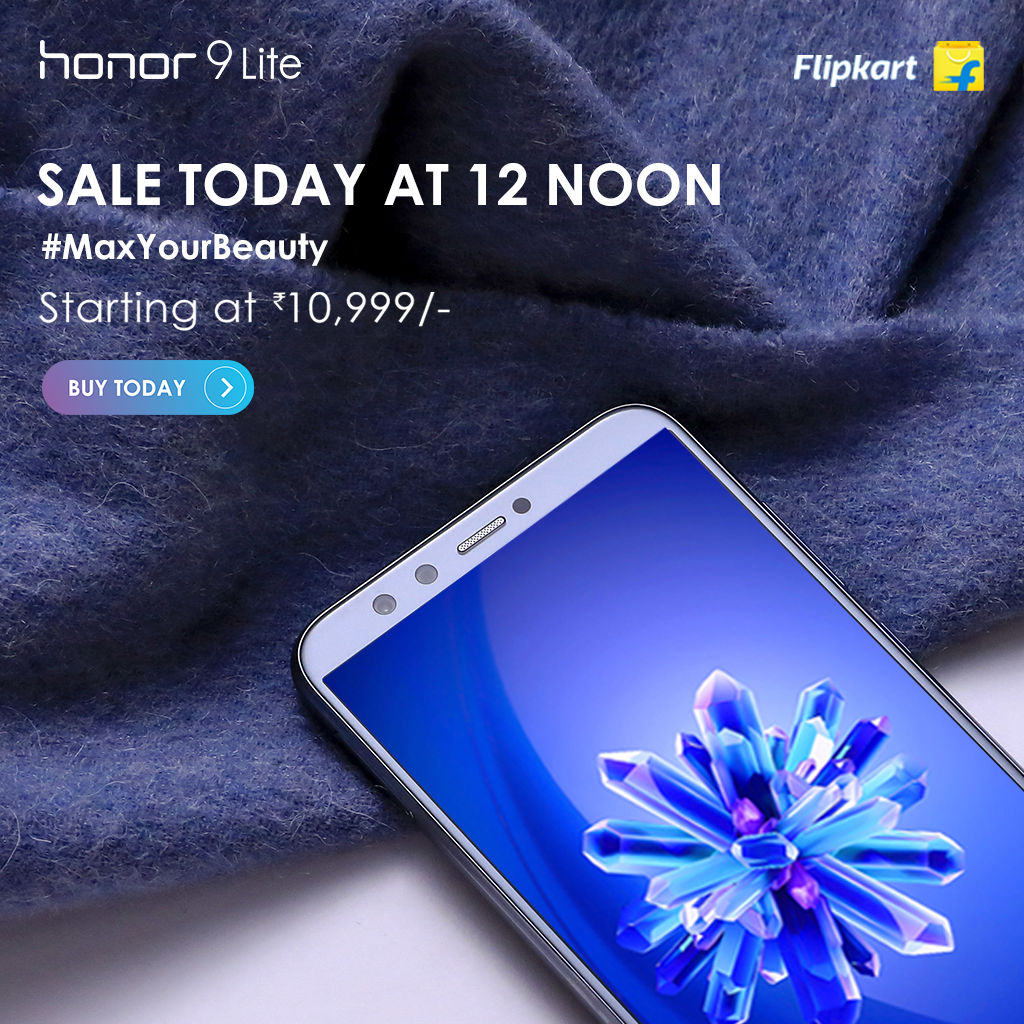 honor 9 Lite
Flipkart
SALE TODAY AT 12 NOON
#MaxYourBeauty
Starting at ₹10,999/-
BUY TODAY